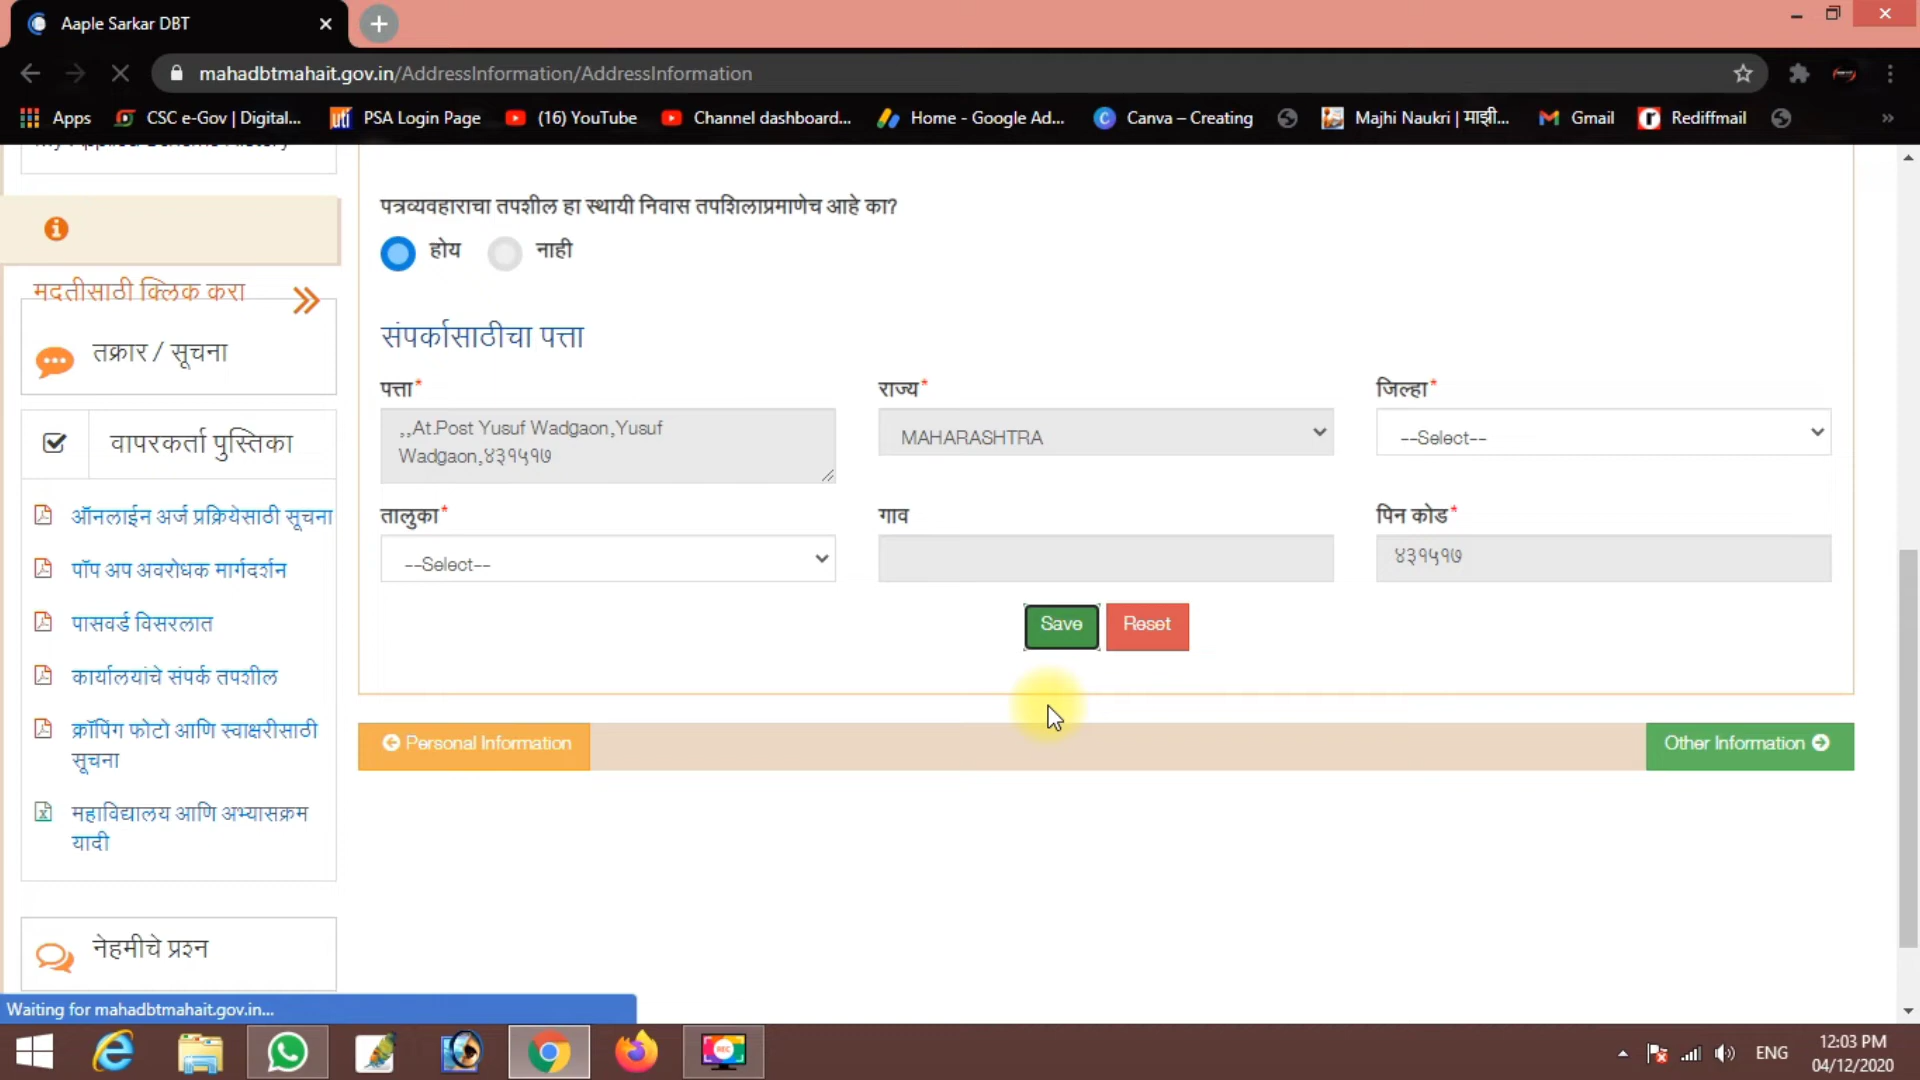 Aaple Sarkar DBT
mahadbtmahait.gov.in/AddressInformation/AddressInformation
Apps
CSC e-Gov | Digital...
PSA Login Page
(16) YouTube
Channel dashboard...
Home - Google Ad...
Canva – Creating
Majhi Naukri | माझी...
Gmail
Rediffmail
»
My Applied Scheme History
मदतीसाठी क्लिक करा
तक्रार / सूचना
वापरकर्ता पुस्तिका
ऑनलाईन अर्ज प्रक्रियेसाठी सूचना
पॉप अप अवरोधक मार्गदर्शन
पासवर्ड विसरलात
कार्यालयांचे संपर्क तपशील
क्रॉपिंग फोटो आणि स्वाक्षरीसाठी
सूचना
महाविद्यालय आणि अभ्यासक्रम
यादी
नेहमीचे प्रश्न
पत्रव्यवहाराचा तपशील हा स्थायी निवास तपशिलाप्रमाणेच आहे का?
होय
नाही
संपर्कासाठीचा पत्ता
पत्ता*
राज्य*
जिल्हा*
,,At.Post Yusuf Wadgaon,Yusuf
Wadgaon,४३१५१७
MAHARASHTRA
--Select--
तालुका*
गाव
पिन कोड*
--Select--
४३१५१७
Save
Reset
Personal Information
Other Information
Waiting for mahadbtmahait.gov.in...
REC
ENG
12:03 PM
04/12/2020